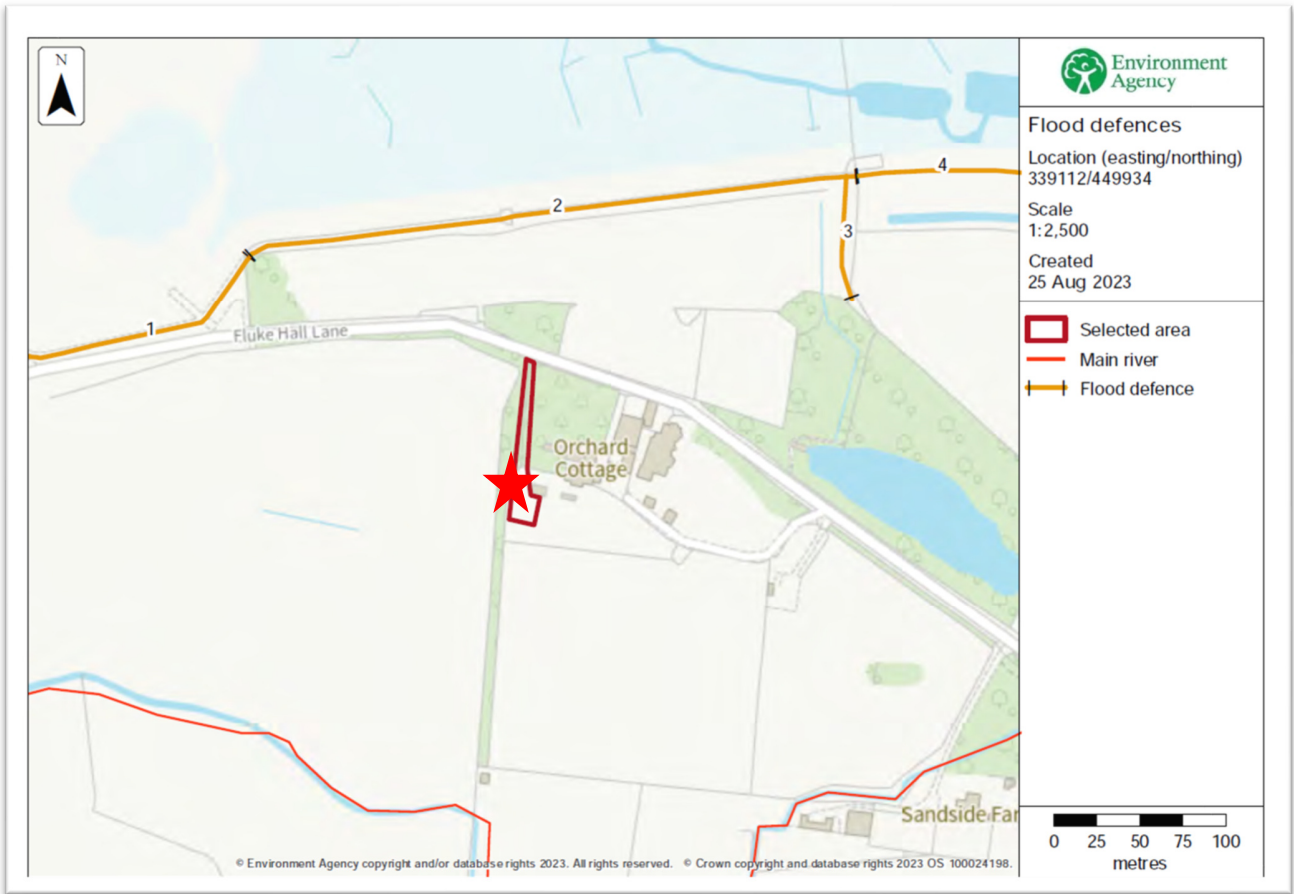 N
Environment
Agency
Flood defences
Location (easting/northing)
339112/449934
Scale
1:2,500
Created
25 Aug 2023
Selected area
Main river
Flood defence
4
2
3
1
Fluke Hall Lane
Orchard
Cottage
Sandside Far
0 25 50 75 100
metres
© Environment Agency copyright and/or database rights 2023. All rights reserved. © Crown copyright and database rights 2023 OS 100024198.